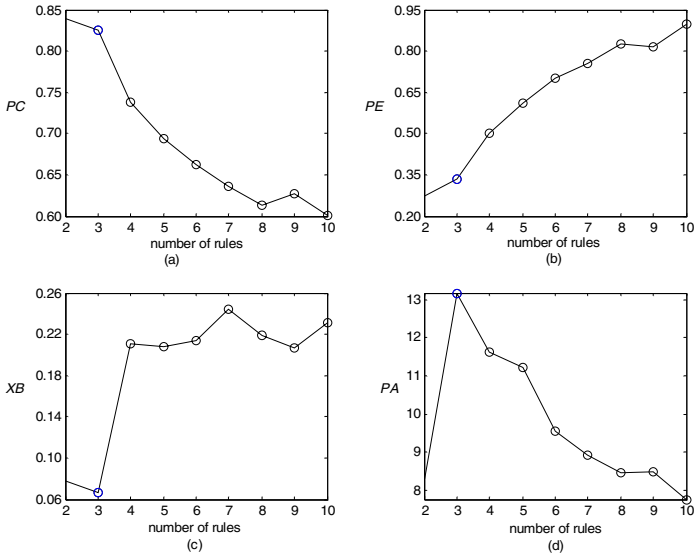 0.85
0.80
0.75
PC
0.70
0.65
0.60
2 3 4 5 6 7 8 9 10
number of rules
(a)
0.95
0.80
0.65
PE
0.50
0.35
0.20
2 3 4 5 6 7 8 9 10
number of rules
(b)
0.26
0.22
0.18
XB
0.14
0.10
0.06
2 3 4 5 6 7 8 9 10
number of rules
(c)
13
12
11
PA
10
9
8
2 3 4 5 6 7 8 9 10
number of rules
(d)